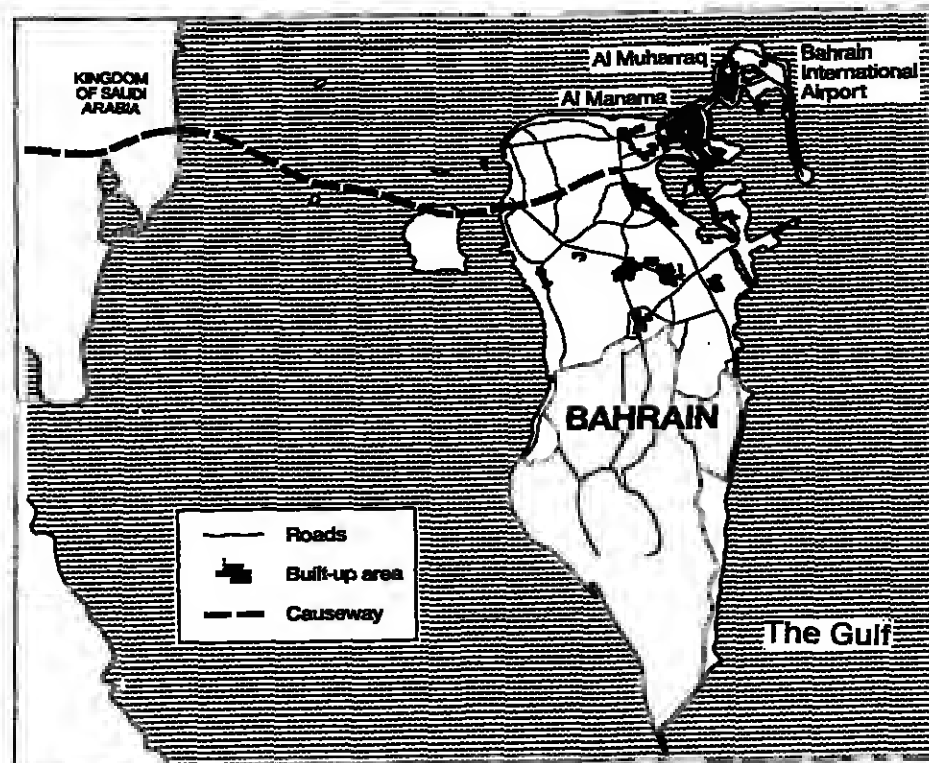 KINGDOM
OF SAUDI
ARABIA
Al Muharraq
Bahrain
International
Airport
Al Manama
BAHRAIN
Roads
Built-up area
Causeway
The Gulf